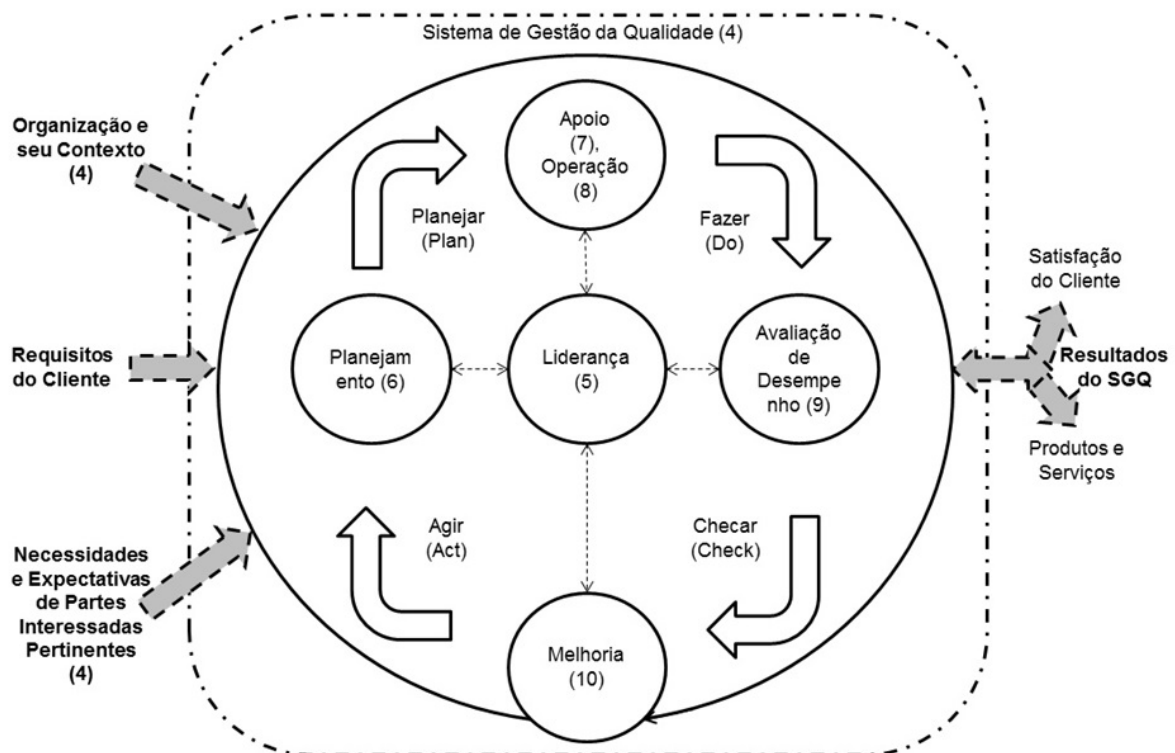 Sistema de Gestão da Qualidade (4)
Organização e
seu Contexto
(4)
Requisitos
do Cliente
Necessidades
e Expectativas
de Partes
Interessadas
Pertinentes
(4)
Apoio
(7),
Operação
(8)
Planejar
(Plan)
Fazer
(Do)
Planejam
ento (6)
Liderança
(5)
Avaliação
de
Desempe
nho (9)
Agir
(Act)
Checar
(Check)
Melhoria
(10)
Satisfação
do Cliente
Resultados
do SGQ
Produtos e
Serviços